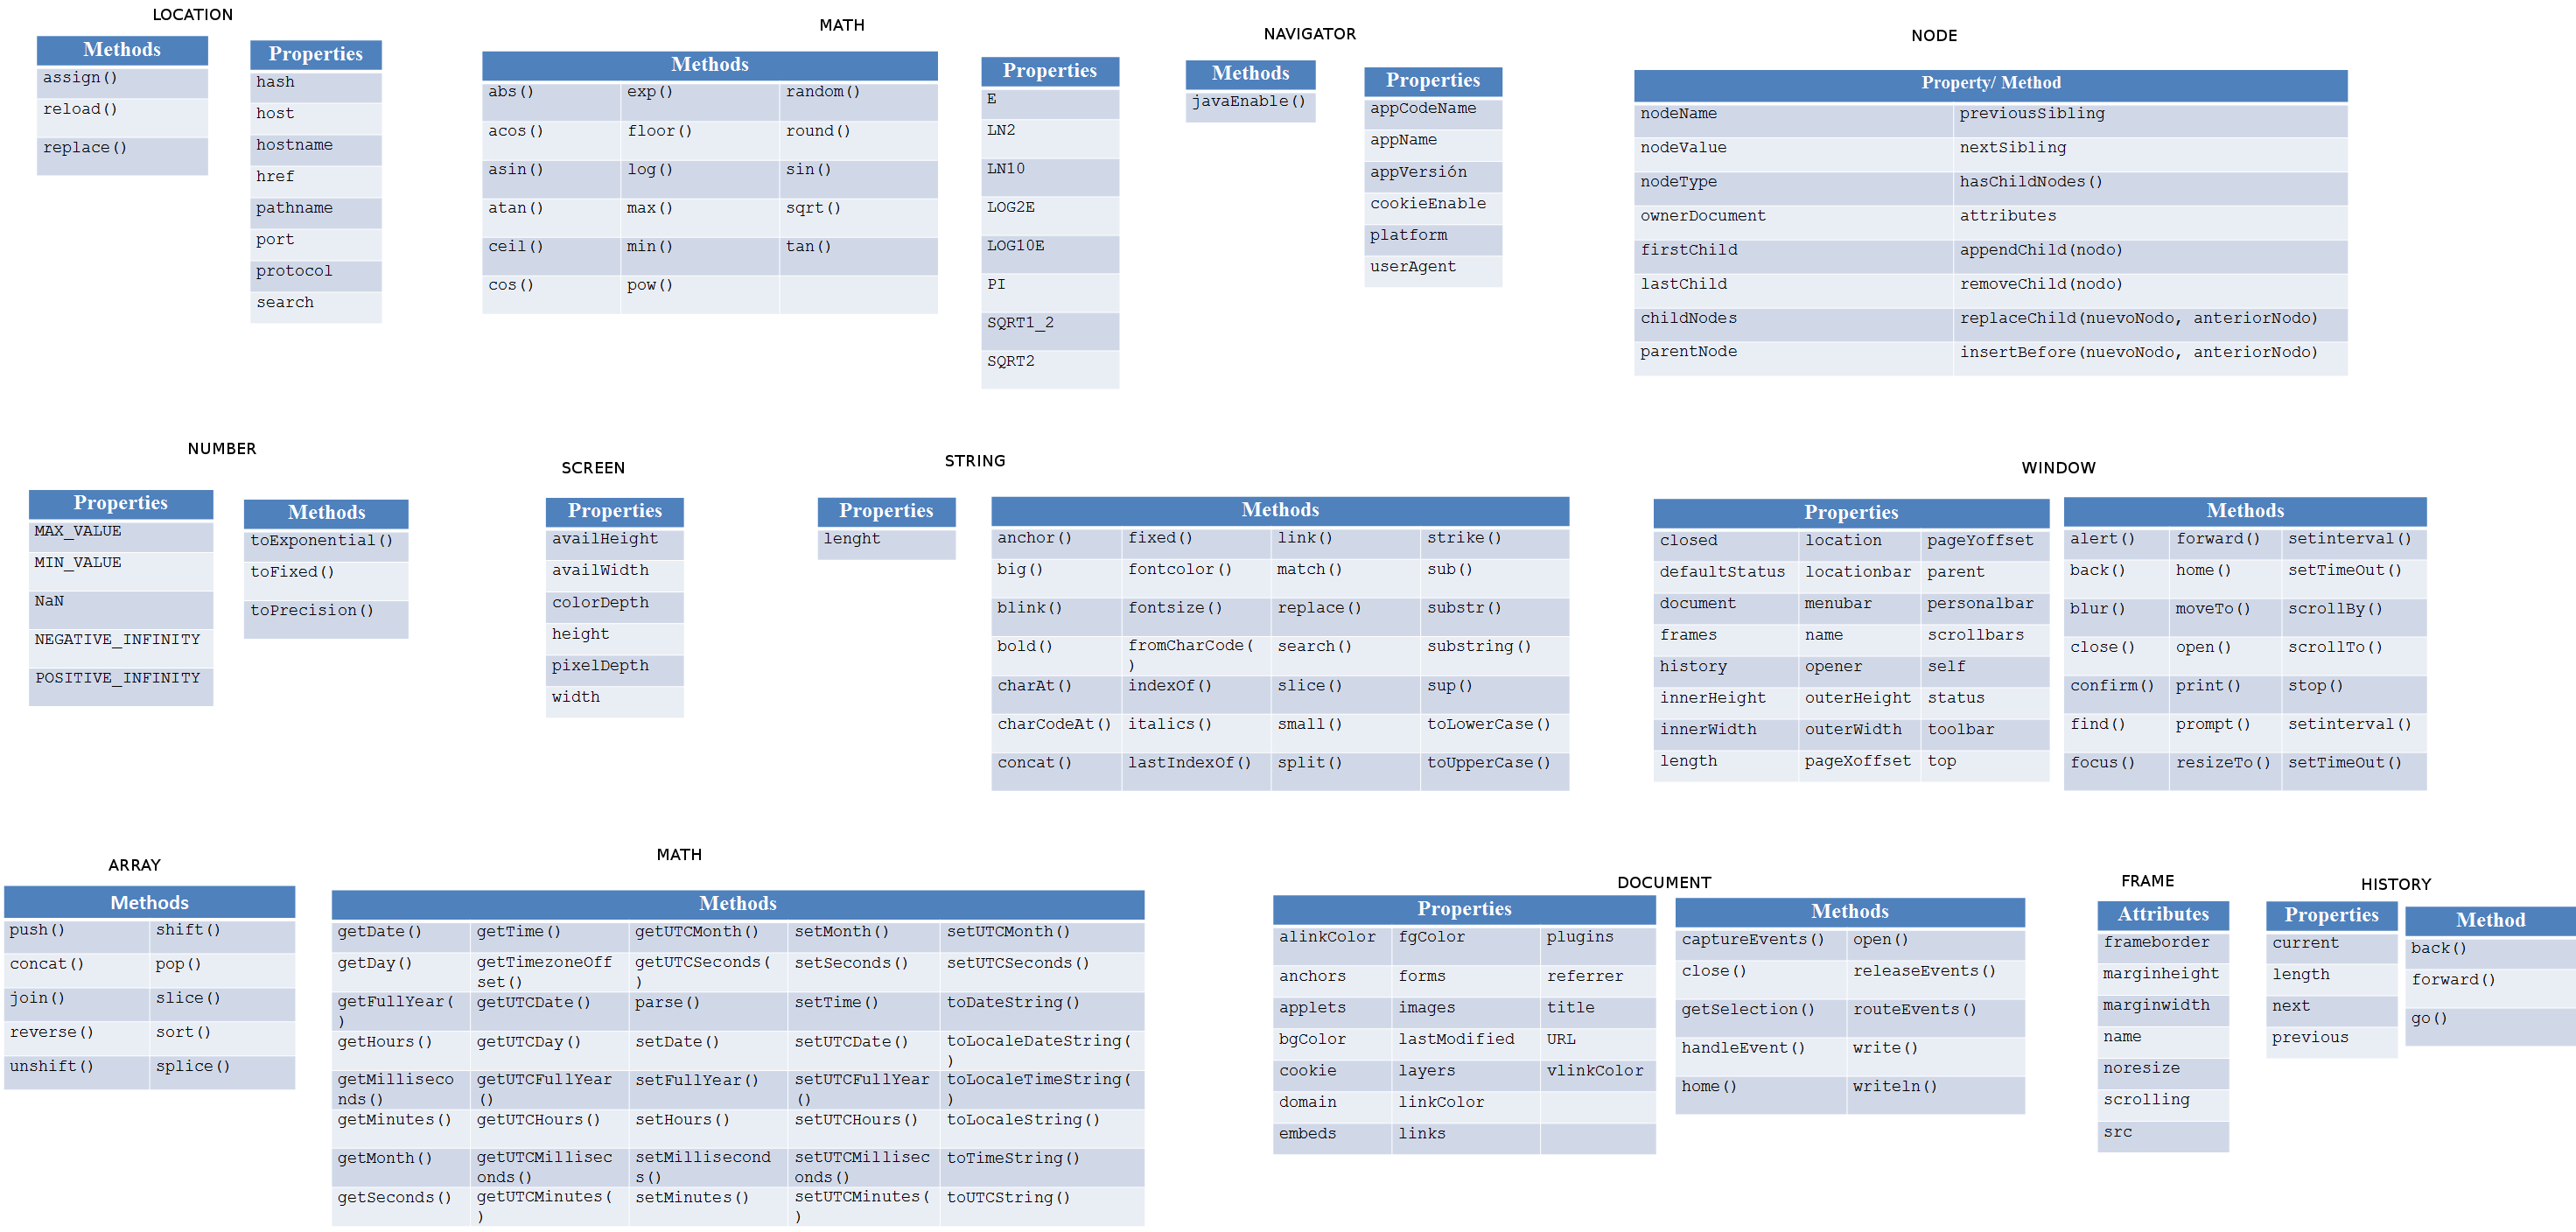 LOCATION
Methods
assign()
reload()
replace()
Properties
hash
host
hostname
href
pathname
port
protocol
search
MATH
Methods
abs() exp() random()
acos() floor() round()
asin() log() sin()
atan() max() sqrt()
ceil() min() tan()
cos() pow()
Properties
E
LN2
LN10
LOG2E
LOG10E
PI
SQRT1_2
SQRT2
NAVIGATOR
Methods
javaEnable()
Properties
appCodeName
appName
appVersión
cookieEnable
platform
userAgent
NODE
Property/ Method
nodeName previousSibling
nodeValue nextSibling
nodeType hasChildNodes()
ownerDocument attributes
firstChild appendChild(nodo)
lastChild removeChild(nodo)
childNodes replaceChild(nuevoNodo, anteriorNodo)
parentNode insertBefore(nuevoNodo, anteriorNodo)
NUMBER
Properties
MAX_VALUE
MIN_VALUE
NaN
NEGATIVE_INFINITY
POSITIVE_INFINITY
Methods
toExponential()
toFixed()
toPrecision()
SCREEN
Properties
availHeight
availWidth
colorDepth
height
pixelDepth
width
STRING
Properties
lenght
Methods
anchor() fixed() link() strike()
big() fontcolor() match() sub()
blink() fontsize() replace() substr()
bold() fromCharCode( search() substring()
)
charAt() indexOf() slice() sup()
charCodeAt() italics() small() toLowerCase()
concat() lastIndexOf() split() toUpperCase()
WINDOW
Properties
closed location pageYoffset
defaultStatus locationbar parent
document menubar personalbar
frames name scrollbars
history opener self
innerHeight outerHeight status
innerWidth outerWidth toolbar
length pageXoffset top
Methods
alert() forward() setinterval()
back() home() setTimeOut()
blur() moveTo() scrollBy()
close() open() scrollTo()
confirm() print() stop()
find() prompt() setinterval()
focus() resizeTo() setTimeOut()
ARRAY
Methods
push() shift()
concat() pop()
join() slice()
reverse() sort()
unshift() splice()
MATH
Methods
getDate() getTime() getUTCMonth() setMonth() setUTCMonth()
getDay() getTimezoneOff getUTCSeconds( setSeconds() setUTCSeconds()
set() )
getFullYear( getUTCDate() parse() setTime() toDateString()
)
getHours() getUTCDay() setDate() setUTCDate() toLocaleDateString(
)
getMilliseco getUTCFullYear setFullYear() setUTCFullYear toLocaleTimeString(
nds() () () )
getMinutes() getUTCHours() setHours() setUTCHours() toLocaleString()
getMonth() getUTCMillisec setMillisecond setUTCMillisec toTimeString()
onds() s() onds()
getSeconds() getUTCMinutes( setMinutes() setUTCMinutes( toUTCString()
) )
DOCUMENT
Properties
alinkColor fgColor plugins
anchors forms referrer
applets images title
bgColor lastModified URL
cookie layers vlinkColor
domain linkColor
embeds links
Methods
captureEvents() open()
close() releaseEvents()
getSelection() routeEvents()
handleEvent() write()
home() writeln()
FRAME
Attributes
frameborder
marginheight
marginwidth
name
noresize
scrolling
src
HISTORY
Properties
current
length
next
previous
Method
back()
forward()
go()